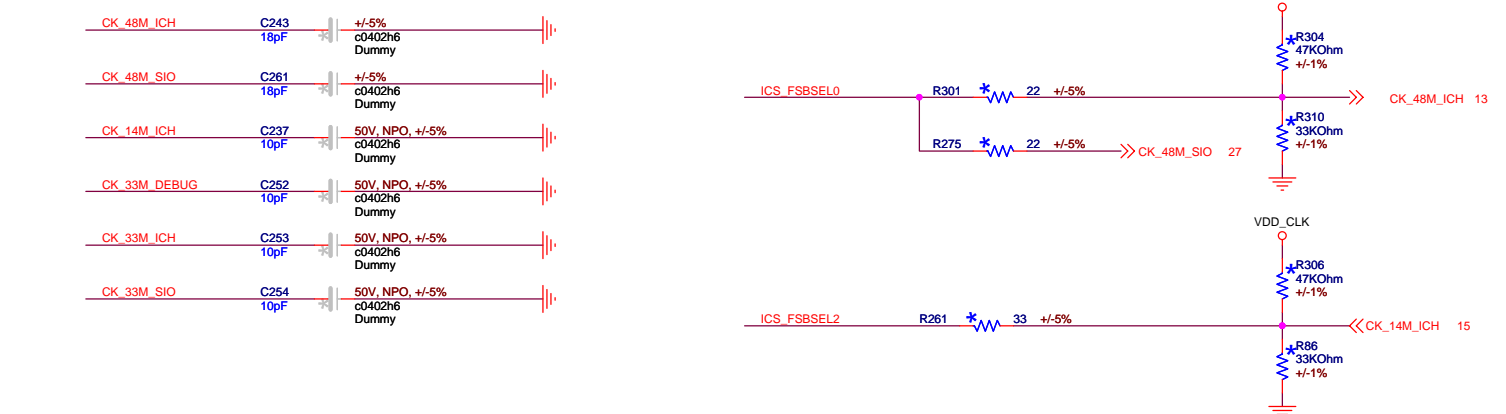 CK_48M_ICH C243 +/-5%
18pF c0402h6
Dummy
CK_48M_SIO C261 +/-5%
18pF c0402h6
Dummy
CK_14M_ICH C237 50V, NPO, +/-5%
10pF c0402h6
Dummy
CK_33M_DEBUG C252 50V, NPO, +/-5%
10pF c0402h6
Dummy
CK_33M_ICH C253 50V, NPO, +/-5%
10pF c0402h6
Dummy
CK_33M_SIO C254 50V, NPO, +/-5%
10pF c0402h6
Dummy
R304
47KOhm
+/-1%
ICS_FSBSEL0 R301 22 +/-5% CK_48M_ICH 13
R310
33KOhm
+/-1%
R275 22 +/-5% CK_48M_SIO 27
VDD_CLK
R306
47KOhm
+/-1%
ICS_FSBSEL2 R261 33 +/-5% CK_14M_ICH 15
R86
33KOhm
+/-1%